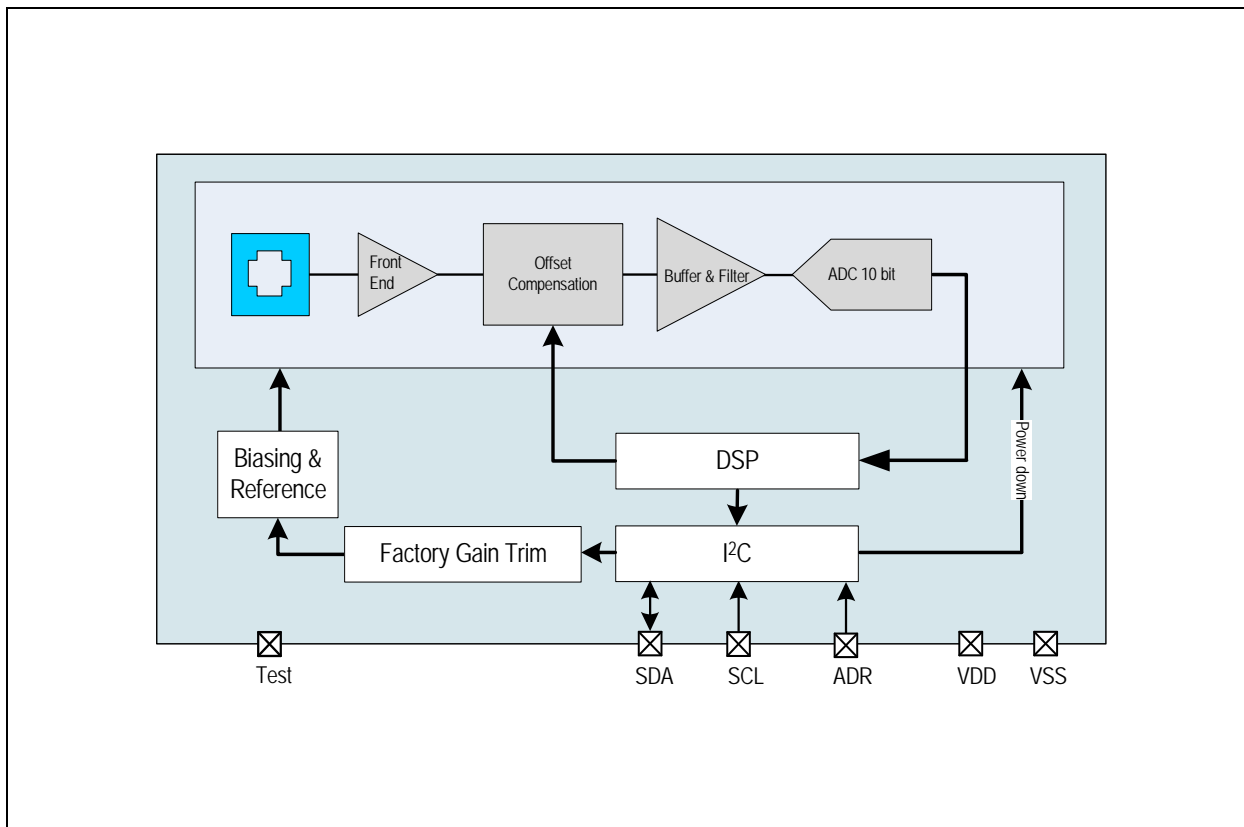 Front
End
Offset
Compensation
Buffer & Filter
ADC 10 bit
Biasing &
Reference
DSP
Power down
Factory Gain Trim
I²C
Test
SDA
SCL
ADR
VDD
VSS